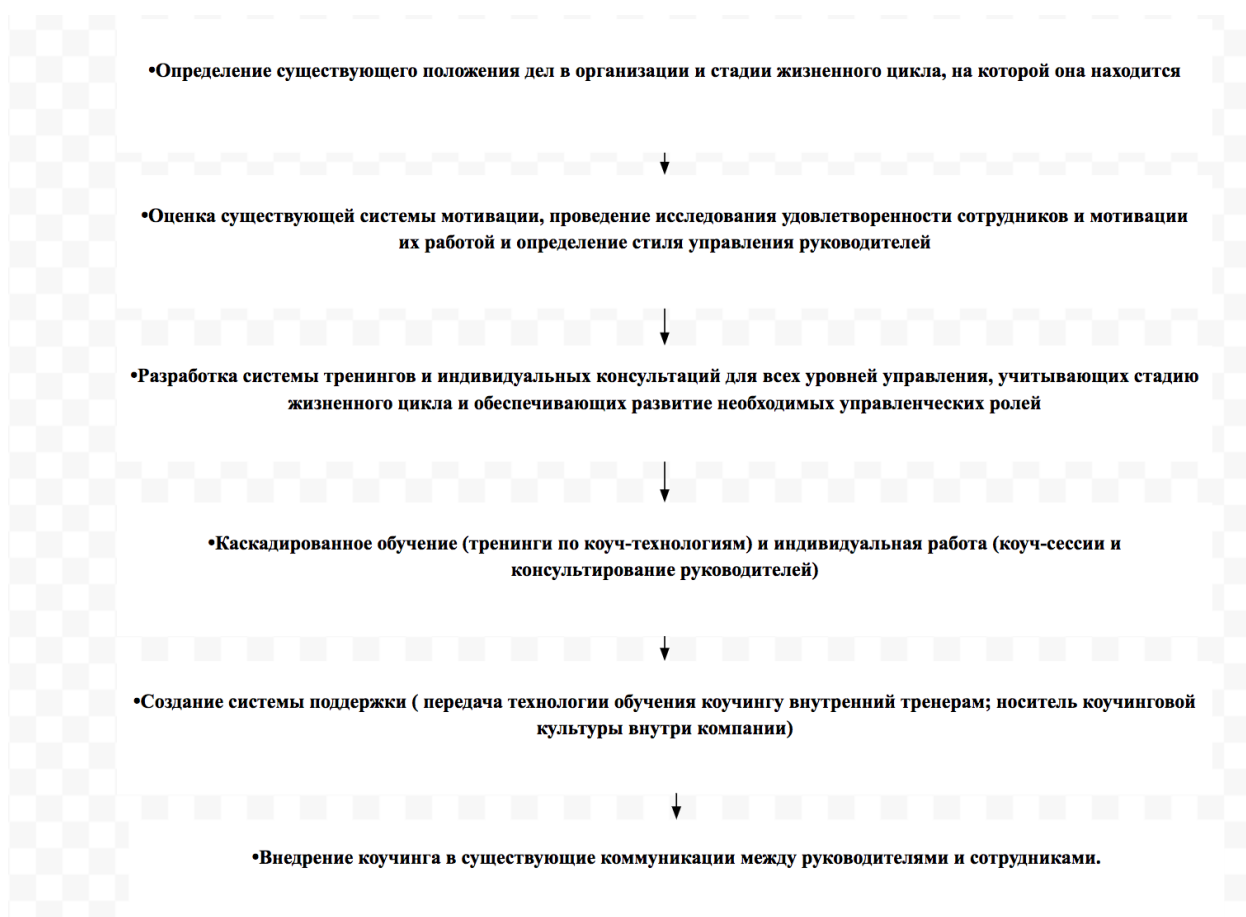 •Определение существующего положения дел в организации и стадии жизненного цикла, на которой она находится
•Оценка существующей системы мотивации, проведение исследования удовлетворенности сотрудников и мотивации
их работой и определение стиля управления руководителей
•Разработка системы тренингов и индивидуальных консультаций для всех уровней управления, учитывающих стадию
жизненного цикла и обеспечивающих развитие необходимых управленческих ролей
•Каскадированное обучение (тренинги по коуч-технологиям) и индивидуальная работа (коуч-сессии и
консультирование руководителей)
•Создание системы поддержки ( передача технологии обучения коучингу внутренний тренерам; носитель коучинговой
культуры внутри компании)
•Внедрение коучинга в существующие коммуникации между руководителями и сотрудниками.